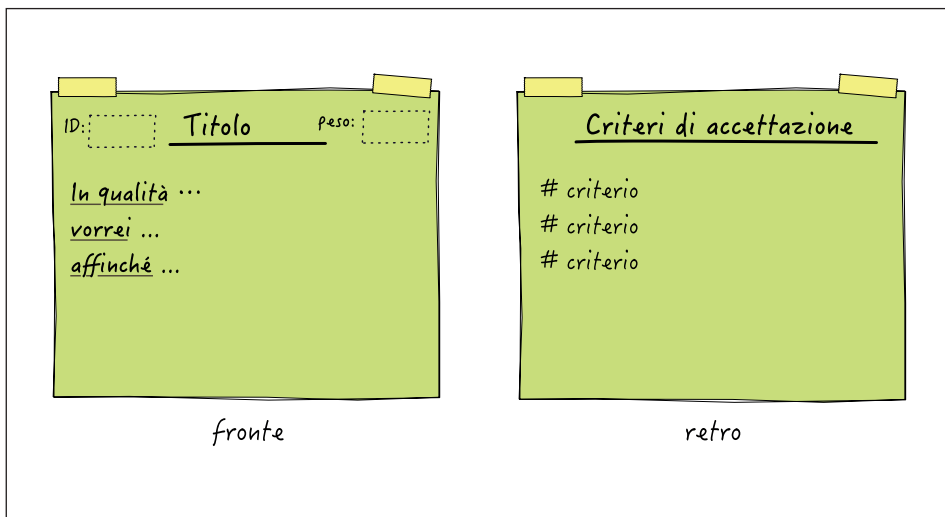 ID: Titolo peso:
In qualità ...
vorrei ...
affinché ...
fronte
Criteri di accettazione
# criterio
# criterio
# criterio
retro